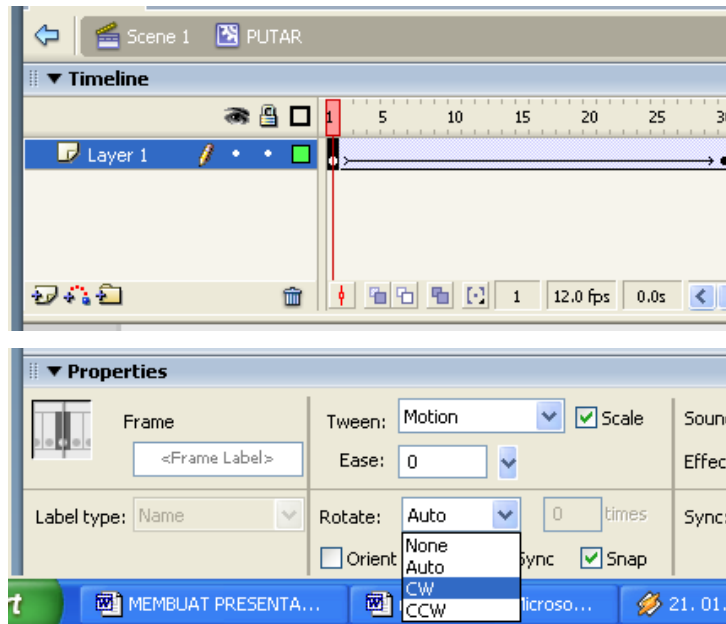 Scene 1 PUTAR
Timeline
1 5 10 15 20 25
Layer 1
1 12.0 fps 0.0s
Properties
Frame
Tween: Motion Scale
<Frame Label>
Ease: 0
Label type: Name
Rotate: Auto 0 times Sync:
None
Auto
CW
CCW
Orient Snap
MEMBUAT PRESENTA... 21. 01.